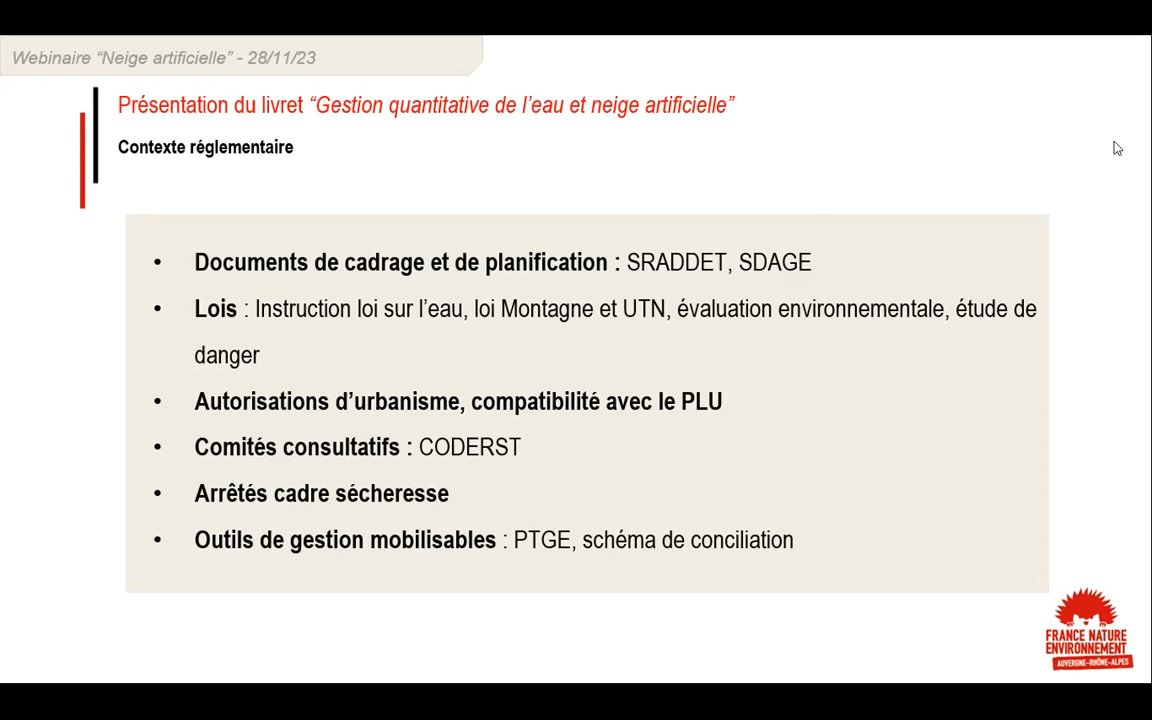 Webinaire “Neige artificielle” - 28/11/23
Présentation du livret “Gestion quantitative de l’eau et neige artificielle”
Contexte réglementaire
• Documents de cadrage et de planification : SRADDET, SDAGE
• Lois : Instruction loi sur l’eau, loi Montagne et UTN, évaluation environnementale, étude de
danger
• Autorisations d’urbanisme, compatibilité avec le PLU
• Comités consultatifs : CODERST
• Arrêtés cadre sécheresse
• Outils de gestion mobilisables : PTGE, schéma de conciliation
FRANCE NATURE
ENVIRONNEMENT
AUVERGNE-RHÔNE-ALPES